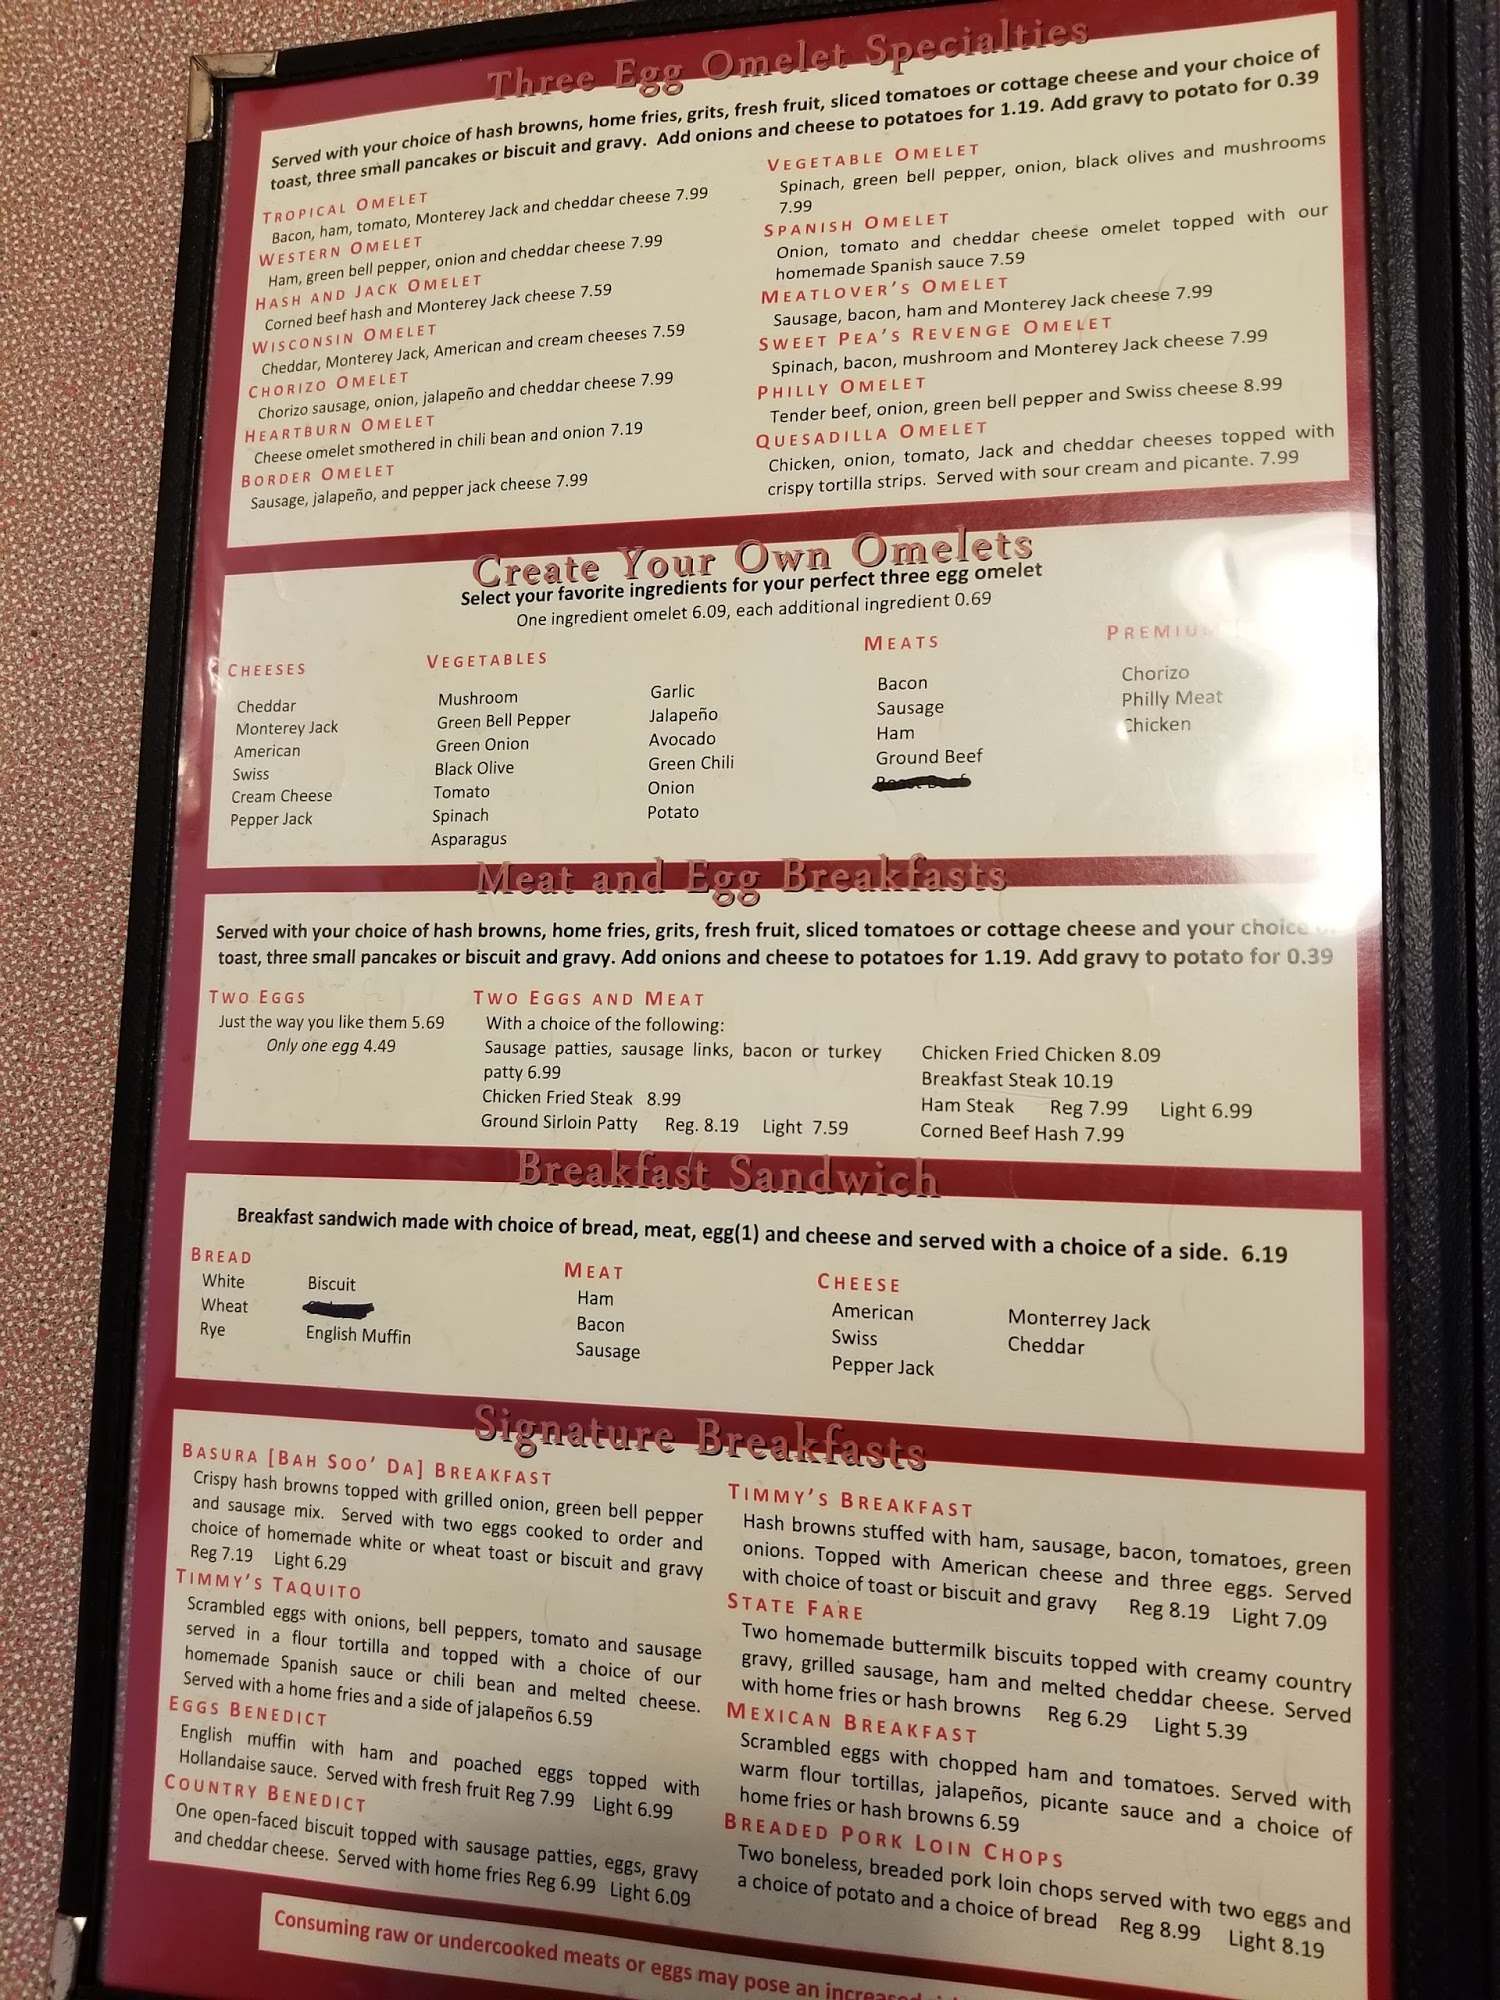 Three Egg Omelet Specialties
Served with your choice of hash browns, home fries, grits, fresh fruit, sliced tomatoes or cottage cheese and your choice of
toast, three small pancakes or biscuit and gravy. Add onions and cheese to potatoes for 1.19. Add gravy to potato for 0.39
TROPICAL OMELET
Bacon, ham, tomato, Monterey Jack and cheddar cheese 7.99
WESTERN OMELET
Ham, green bell pepper, onion and cheddar cheese 7.99
HASH AND JACK OMELET
Corned beef hash and Monterey Jack cheese 7.59
WISCONSIN OMELET
Cheddar, Monterey Jack, American and cream cheeses 7.59
CHORIZO OMELET
Chorizo sausage, onion, jalapeño and cheddar cheese 7.99
HEARTBURN OMELET
Cheese omelet smothered in chili bean and onion 7.19
BORDER OMELET
Sausage, jalapeño, and pepper jack cheese 7.99
VEGETABLE OMELET
Spinach, green bell pepper, onion, black olives and mushrooms
7.99
SPANISH OMELET
Onion, tomato and cheddar cheese omelet topped with our
homemade Spanish sauce 7.59
MEATLOVER'S OMELET
Sausage, bacon, ham and Monterey Jack cheese 7.99
SWEET PEA'S REVENGE OMELET
Spinach, bacon, mushroom and Monterey Jack cheese 7.99
PHILLY OMELET
Tender beef, onion, green bell pepper and Swiss cheese 8.99
QUESADILLA OMELET
Chicken, onion, tomato, Jack and cheddar cheeses topped with
crispy tortilla strips. Served with sour cream and picante. 7.99
Create Your Own Omelets
Select your favorite ingredients for your perfect three egg omelet
One ingredient omelet 6.09, each additional ingredient 0.69
CHEESES
Cheddar
Monterey Jack
American
Swiss
Cream Cheese
Pepper Jack
VEGETABLES
Mushroom
Green Bell Pepper
Green Onion
Black Olive
Tomato
Spinach
Asparagus
Garlic
Jalapeño
Avocado
Green Chili
Onion
Potato
MEATS
Bacon
Sausage
Ham
Ground Beef
PREMIUM
Chorizo
Philly Meat
Chicken
Meat and Egg Breakfasts
Served with your choice of hash browns, home fries, grits, fresh fruit, sliced tomatoes or cottage cheese and your choice of
toast, three small pancakes or biscuit and gravy. Add onions and cheese to potatoes for 1.19. Add gravy to potato for 0.39
TWO EGGS
Just the way you like them 5.69
Only one egg 4.49
TWO EGGS AND MEAT
With a choice of the following:
Sausage patties, sausage links, bacon or turkey
patty 6.99
Chicken Fried Steak 8.99
Ground Sirloin Patty Reg. 8.19 Light 7.59
Chicken Fried Chicken 8.09
Breakfast Steak 10.19
Ham Steak Reg 7.99 Light 6.99
Corned Beef Hash 7.99
Breakfast Sandwich
Breakfast sandwich made with choice of bread, meat, egg(1) and cheese and served with a choice of a side. 6.19
BREAD
White
Wheat
Rye
Biscuit
English Muffin
MEAT
Ham
Bacon
Sausage
CHEESE
American
Swiss
Pepper Jack
Monterrey Jack
Cheddar
Signature Breakfasts
BASURA [BAH SOO' DA] BREAKFAST
Crispy hash browns topped with grilled onion, green bell pepper
and sausage mix. Served with two eggs cooked to order and
choice of homemade white or wheat toast or biscuit and gravy
Reg 7.19 Light 6.29
TIMMY'S TAQUITO
Scrambled eggs with onions, bell peppers, tomato and sausage
served in a flour tortilla and topped with a choice of our
homemade Spanish sauce or chili bean and melted cheese.
Served with a home fries and a side of jalapeños 6.59
EGGS BENEDICT
English muffin with ham and poached eggs topped with
Hollandaise sauce. Served with fresh fruit Reg 7.99 Light 6.99
COUNTRY BENEDICT
One open-faced biscuit topped with sausage patties, eggs, gravy
and cheddar cheese. Served with home fries Reg 6.99 Light 6.09
TIMMY'S BREAKFAST
Hash browns stuffed with ham, sausage, bacon, tomatoes, green
onions. Topped with American cheese and three eggs. Served
with choice of toast or biscuit and gravy Reg 8.19 Light 7.09
STATE FARE
Two homemade buttermilk biscuits topped with creamy country
gravy, grilled sausage, ham and melted cheddar cheese. Served
with home fries or hash browns Reg 6.29 Light 5.39
MEXICAN BREAKFAST
Scrambled eggs with chopped ham and tomatoes. Served with
warm flour tortillas, jalapeños, picante sauce and a choice of
home fries or hash browns 6.59
BREADED PORK LOIN CHOPS
Two boneless, breaded pork loin chops served with two eggs and
a choice of potato and a choice of bread Reg 8.99 Light 8.19
Consuming raw or undercooked meats or eggs may pose an increased